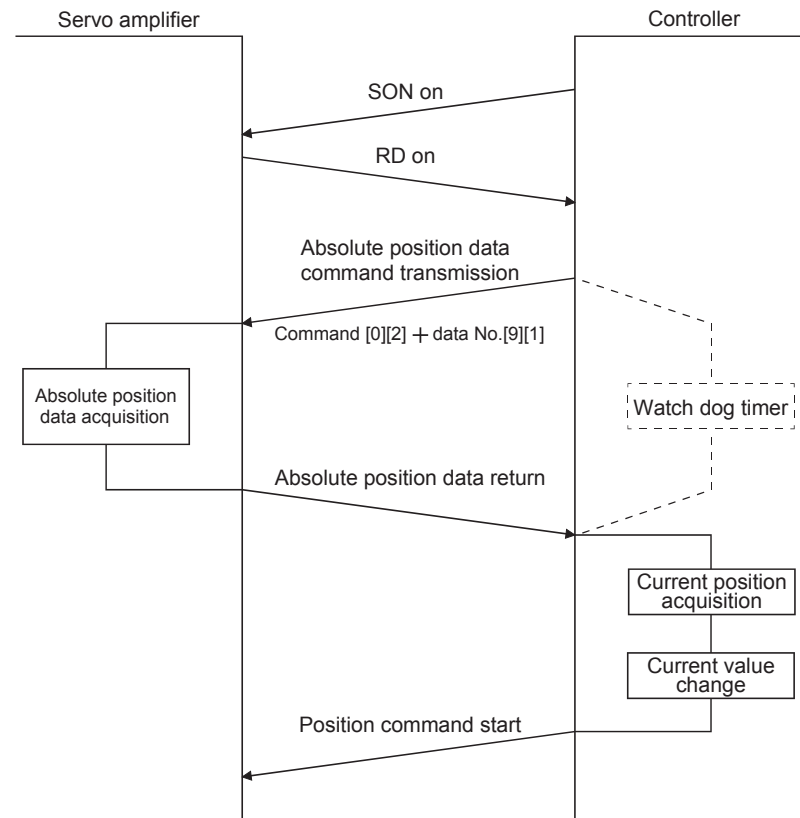 Servo amplifier
Controller
SON on
RD on
Absolute position data
command transmission
Command [0][2] + data No.[9][1]
Absolute position
data acquisition
Watch dog timer
Absolute position data return
Current position
acquisition
Current value
change
Position command start